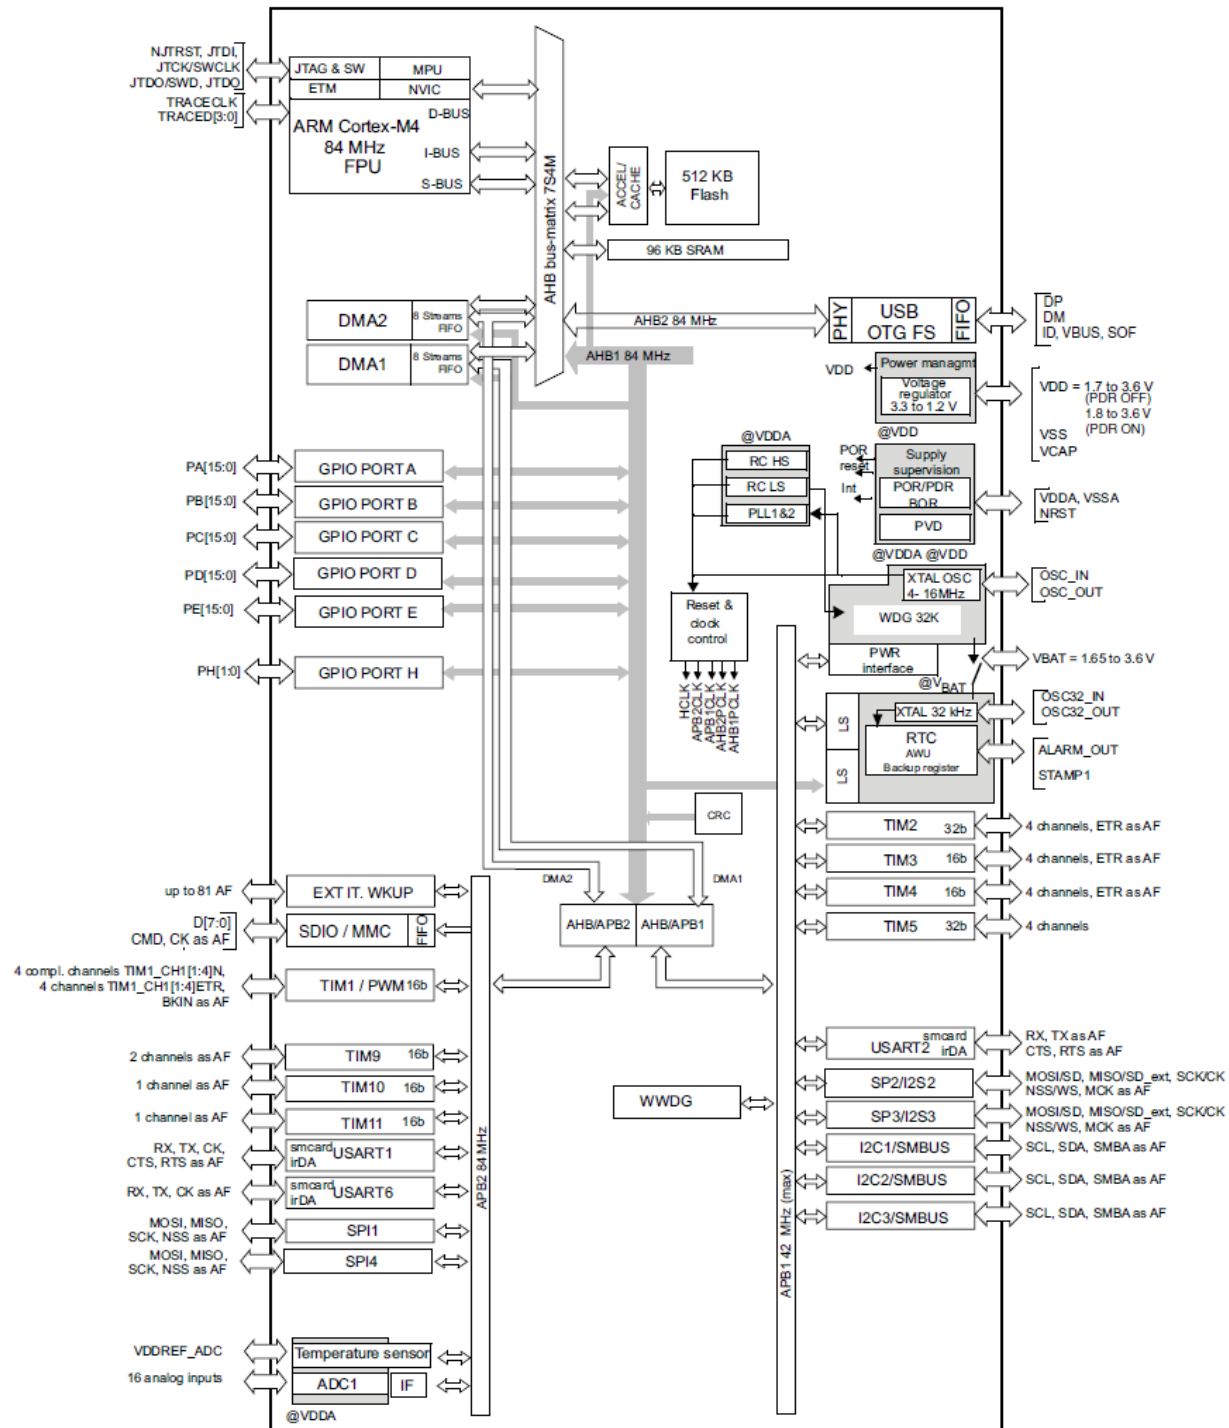 NJTRST, JTDI,
JTCK/SWCLK
JTDO/SWD, JTDO
TRACECLK
TRACED[3:0]
JTAG & SW
MPU
ETM
NVIC
D-BUS
ARM Cortex-M4
84 MHz
FPU
I-BUS
S-BUS
AHB bus-matrix 7S4M
ACCEL/
CACHE
512 KB
Flash
96 KB SRAM
DMA2
8 Streams
FIFO
DMA1
8 Streams
FIFO
AHB2 84 MHz
AHB1 84 MHz
PHY
USB
OTG FS
FIFO
DP
DM
ID, VBUS, SOF
Power managmt
VDD
Voltage
regulator
3.3 to 1.2 V
@VDD
VDD = 1.7 to 3.6 V
(PDR OFF)
1.8 to 3.6 V
(PDR ON)
VSS
VCAP
@VDDA
RC HS
RC LS
PLL1&2
POR
reset
Int
Supply
supervision
POR/PDR
BOR
PVD
@VDDA @VDD
VDDA, VSSA
NRST
PA[15:0]
GPIO PORT A
PB[15:0]
GPIO PORT B
PC[15:0]
GPIO PORT C
PD[15:0]
GPIO PORT D
PE[15:0]
GPIO PORT E
PH[1:0]
GPIO PORT H
XTAL OSC
4- 16MHz
OSC_IN
OSC_OUT
Reset &
clock
control
WDG 32K
PWR
interface
VBAT = 1.65 to 3.6 V
@VBAT
HCLK
APB2CLK
APB1CLK
AHB2PCLK
AHB1PCLK
LS
LS
XTAL 32 kHz
OSC32_IN
OSC32_OUT
RTC
AWU
Backup register
ALARM_OUT
STAMP1
CRC
TIM2 32b
4 channels, ETR as AF
TIM3 16b
4 channels, ETR as AF
TIM4 16b
4 channels, ETR as AF
TIM5 32b
4 channels
DMA2
DMA1
AHB/APB2
AHB/APB1
up to 81 AF
EXT IT. WKUP
D[7:0]
CMD, CK as AF
SDIO / MMC
FIFO
4 compl. channels TIM1_CH1[1:4]N,
4 channels TIM1_CH1[1:4]ETR,
BKIN as AF
TIM1 / PWM 16b
2 channels as AF
TIM9 16b
1 channel as AF
TIM10 16b
1 channel as AF
TIM11 16b
RX, TX, CK,
CTS, RTS as AF
smcard
irDA
USART1
RX, TX, CK as AF
smcard
irDA
USART6
MOSI, MISO,
SCK, NSS as AF
SPI1
MOSI, MISO,
SCK, NSS as AF
SPI4
VDDREF_ADC
Temperature sensor
16 analog inputs
ADC1
IF
@VDDA
APB2 84 MHz
WWDG
APB1 42 MHz (max)
smcard
irDA
USART2
RX, TX as AF
CTS, RTS as AF
SP2/I2S2
MOSI/SD, MISO/SD_ext, SCK/CK
NSS/WS, MCK as AF
SP3/I2S3
MOSI/SD, MISO/SD_ext, SCK/CK
NSS/WS, MCK as AF
I2C1/SMBUS
SCL, SDA, SMBA as AF
I2C2/SMBUS
SCL, SDA, SMBA as AF
I2C3/SMBUS
SCL, SDA, SMBA as AF